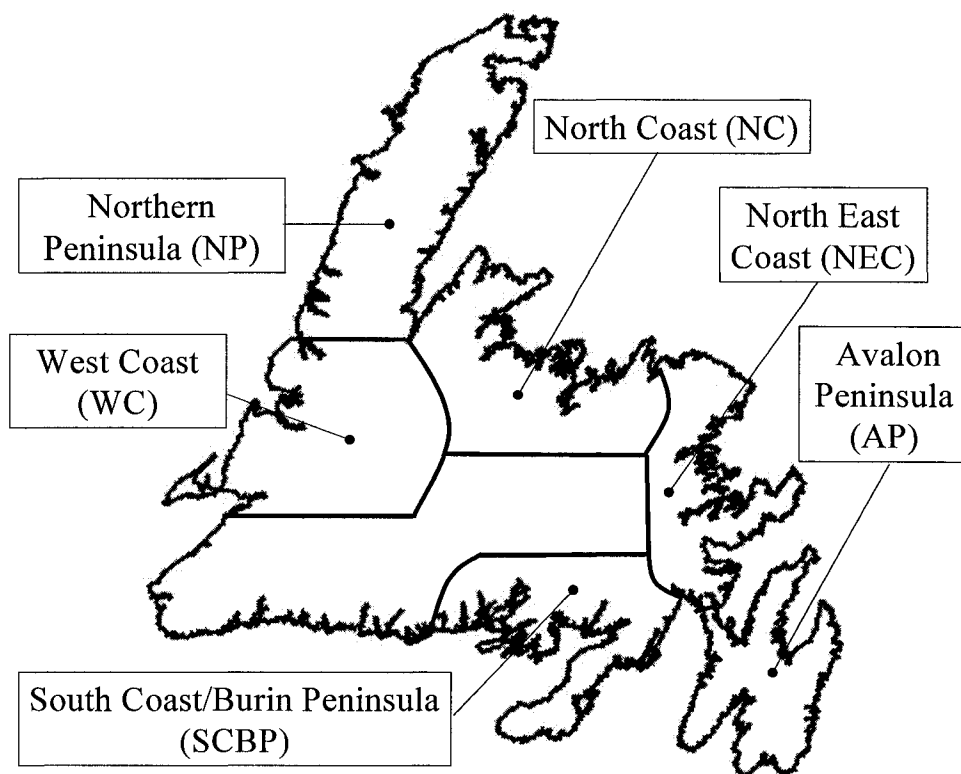 North Coast (NC)
Northern
Peninsula (NP)
North East
Coast (NEC)
West Coast
(WC)
Avalon
Peninsula
(AP)
South Coast/Burin Peninsula
(SCBP)